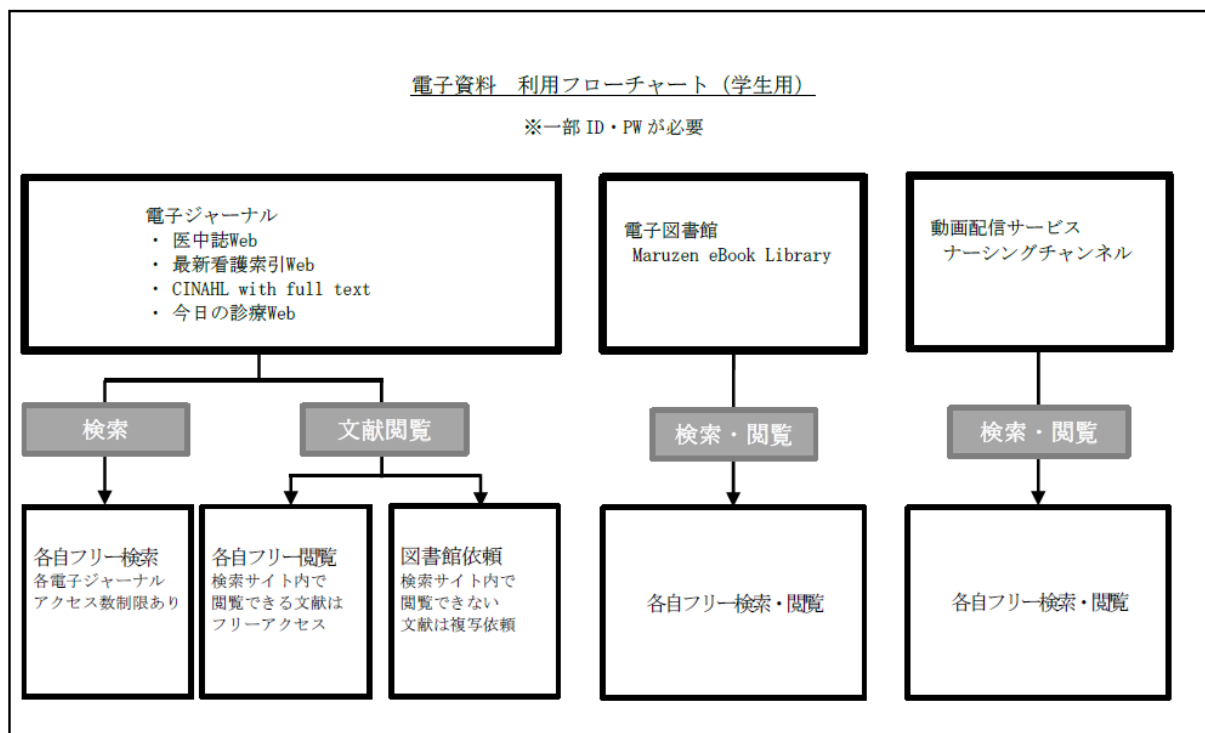 電子資料　利用フローチャート（学生用）
※一部 ID・PW が必要
電子ジャーナル
・ 医中誌Web
・ 最新看護索引Web
・ CINAHL with full text
・ 今日の診療Web
電子図書館
Maruzen eBook Library
動画配信サービス
ナーシングチャンネル
検索
文献閲覧
検索・閲覧
検索・閲覧
各自フリー検索
各電子ジャーナル
アクセス数制限あり
各自フリー閲覧
検索サイト内で
閲覧できる文献は
フリーアクセス
図書館依頼
検索サイト内で
閲覧できない
文献は複写依頼
各自フリー検索・閲覧
各自フリー検索・閲覧